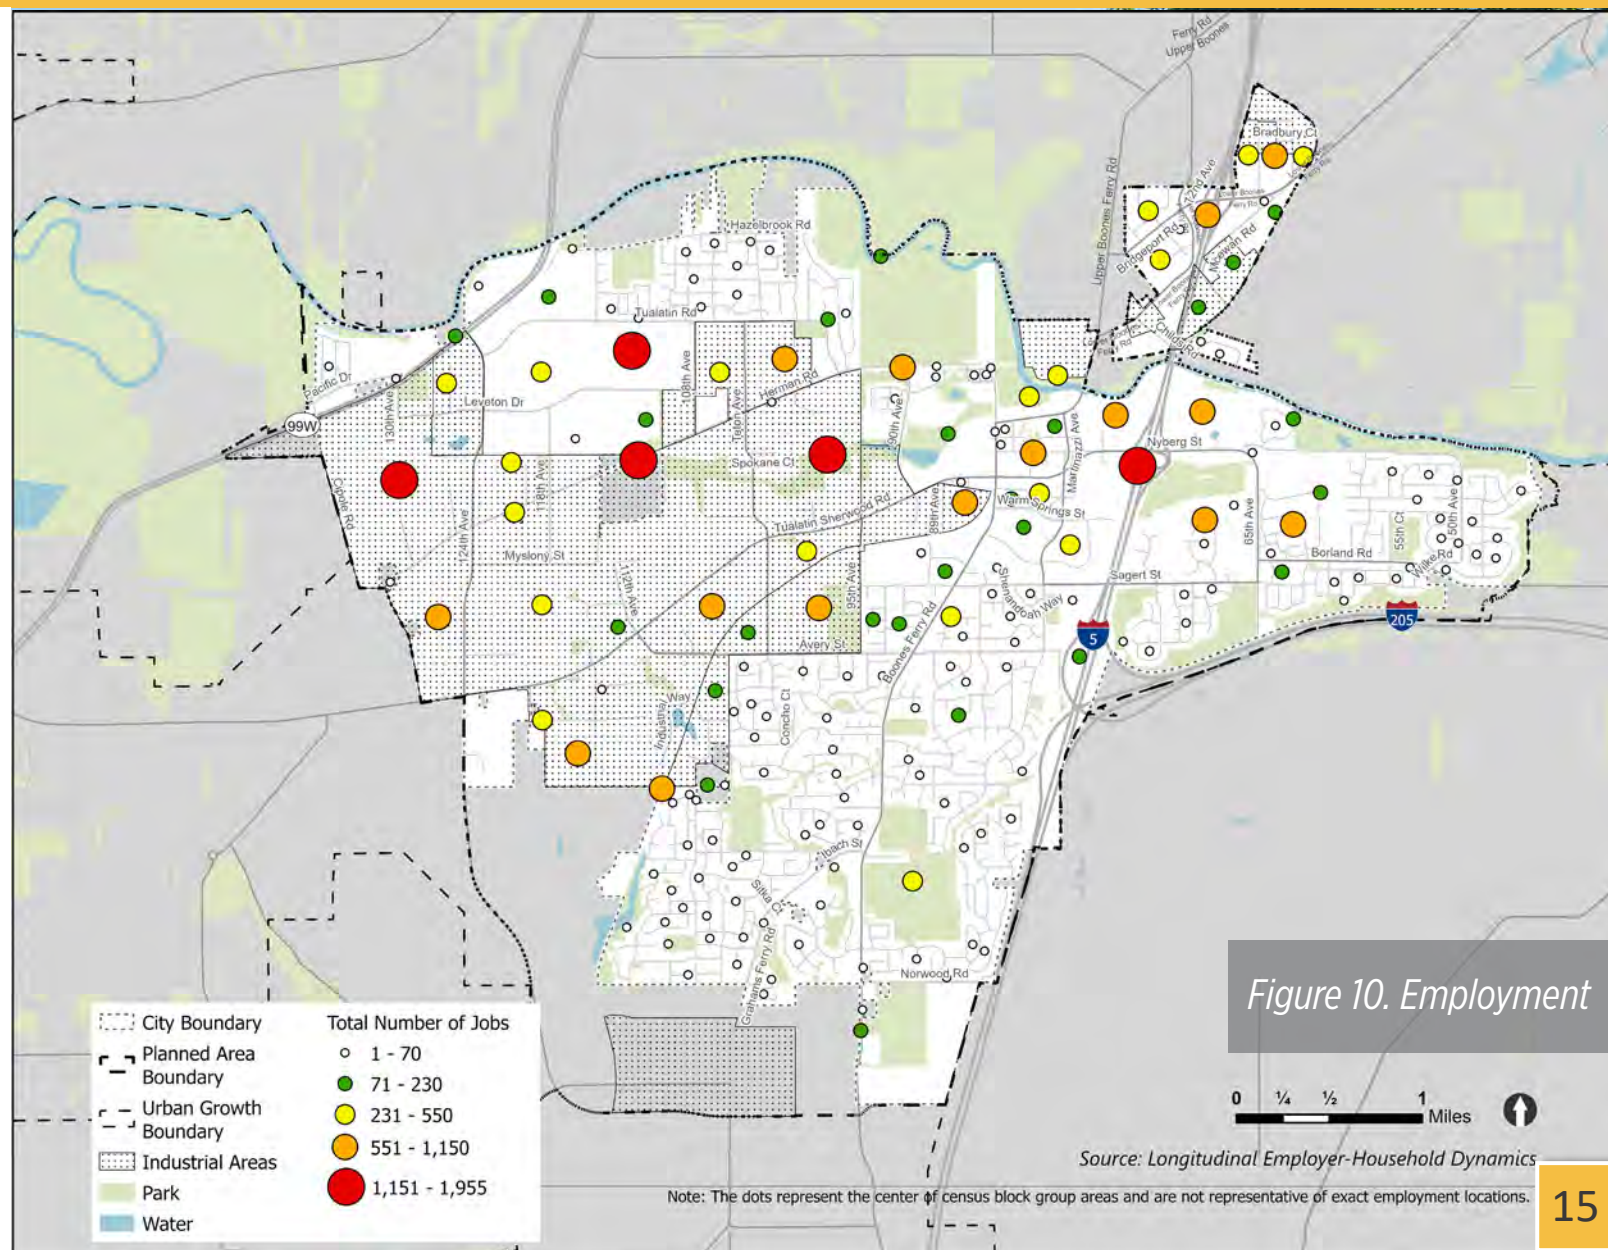 Ferry Rd
Upper Boones
Bradbury Ct
Upper Boones Ferry Rd
72nd Ave
Hazelbrook Rd
Bridgeport Rd
McEwan Rd
Tualatin Rd
Childs Rd
Pacific Dr
108th Ave
Herman Rd
130th Ave
Leveton Dr
Teton Ave
90th Ave
Martinazzi Ave
99W
Nyberg St
Spokane Ct
118th Ave
Cipole Rd
89th Ave
Warm Springs St
Tualatin Sherwood Rd
65th Ave
55th Ct
50th Ave
124th Ave
Myslony St
Borland Rd
Wilke Rd
112th Ave
95th Ave
Sagert St
Shenandoah Way
205
5
Boones Ferry Rd
Avery St
Industrial Way
Concho Ct
Ibach St
Sitka Ct
Grahams Ferry Rd
Norwood Rd
Figure 10. Employment
City Boundary
Planned Area
Boundary
Urban Growth
Boundary
Industrial Areas
Park
Water
Total Number of Jobs
1 - 70
71 - 230
231 - 550
551 - 1,150
1,151 - 1,955
0 ¼ ½ 1
Miles
Source: Longitudinal Employer-Household Dynamics
Note: The dots represent the center of census block group areas and are not representative of exact employment locations.
15